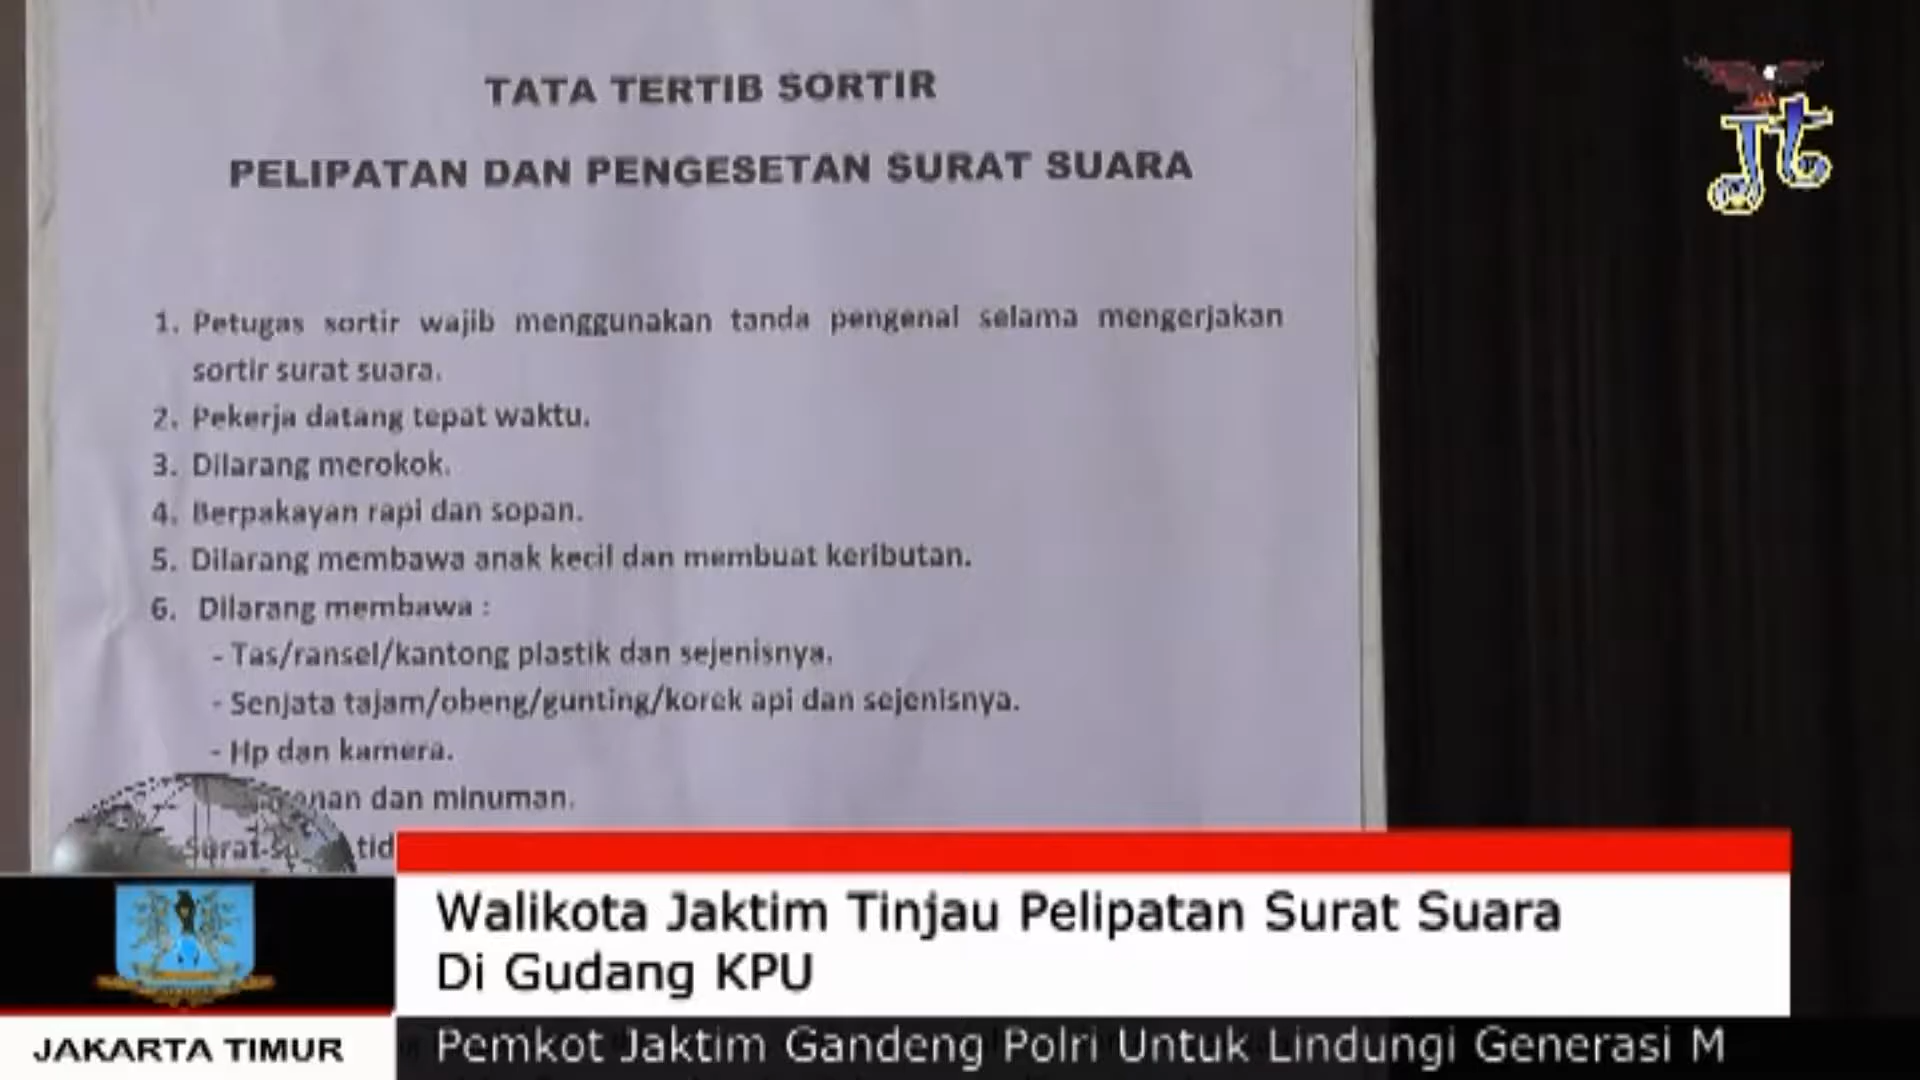 TATA TERTIB SORTIR
PELIPATAN DAN PENGESETAN SURAT SUARA
1. Petugas sortir wajib menggunakan tanda pengenal selama mengerjakan
sortir surat suara.
2. Pekerja datang tepat waktu.
3. Dilarang merokok.
4. Berpakayan rapi dan sopan.
5. Dilarang membawa anak kecil dan membuat keributan.
6. Dilarang membawa :
- Tas/ransel/kantong plastik dan sejenisnya.
- Senjata tajam/obeng/gunting/korek api dan sejenisnya.
- Hp dan kamera.
dan minuman.
Jt
Walikota Jaktim Tinjau Pelipatan Surat Suara
Di Gudang KPU
JAKARTA TIMUR
Pemkot Jaktim Gandeng Polri Untuk Lindungi Generasi M